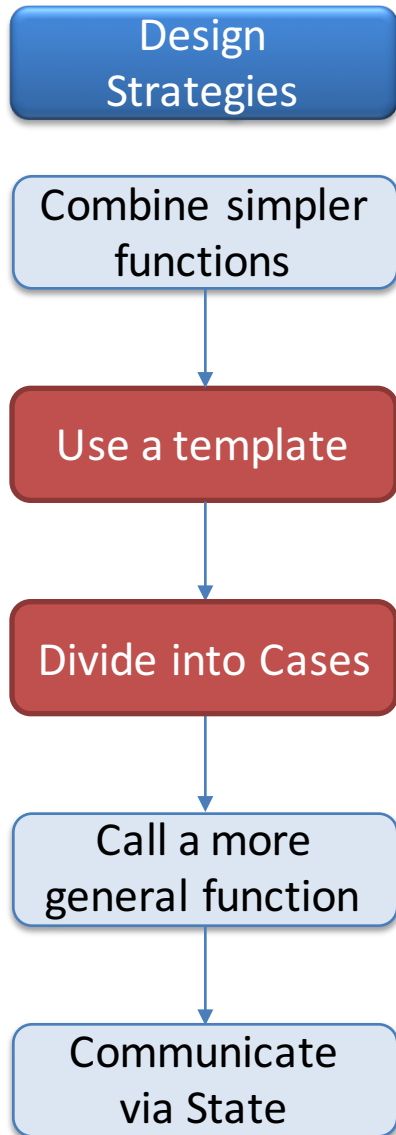 Design
Strategies
Combine simpler
functions
Use a template
Divide into Cases
Call a more
general function
Communicate
via State